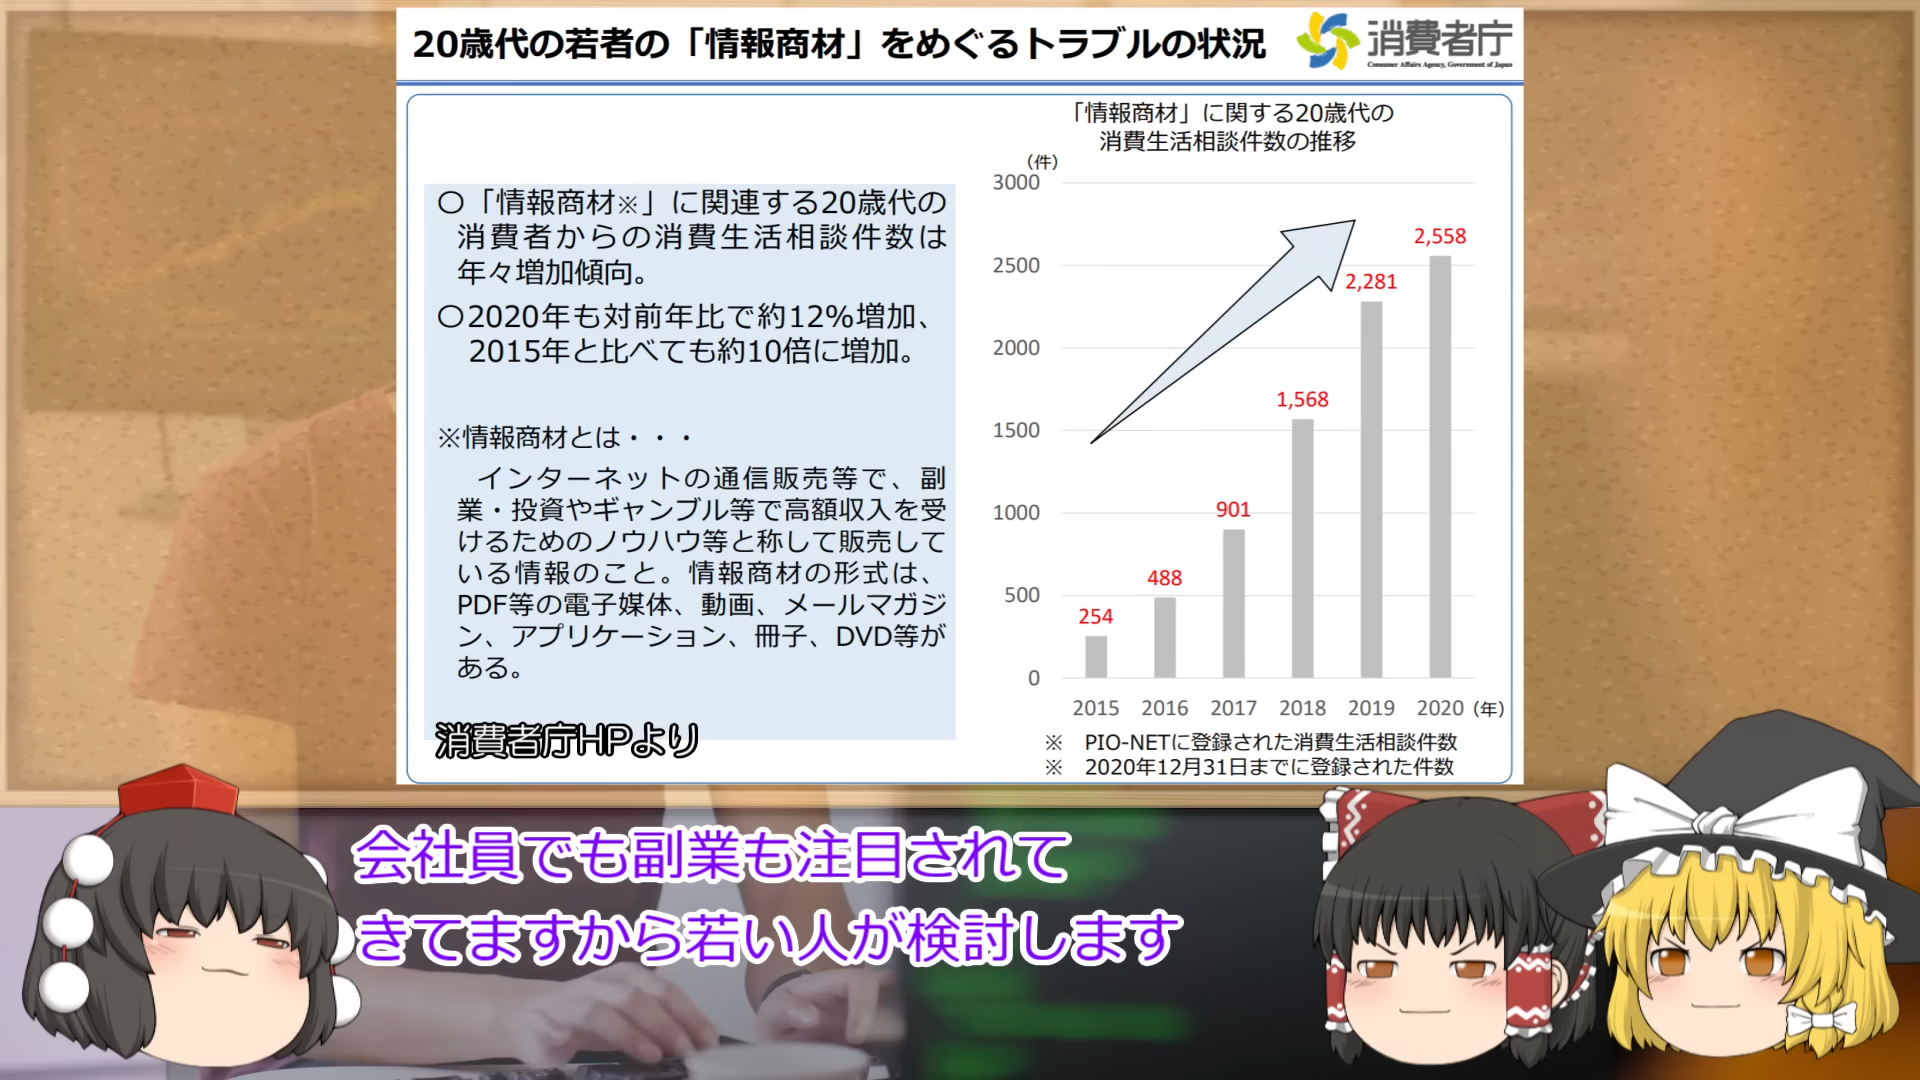 20歳代の若者の「情報商材」をめぐるトラブルの状況
消費者庁
Consumer Affairs Agency, Government of Japan
〇「情報商材※」に関連する20歳代の
消費者からの消費生活相談件数は
年々増加傾向。
〇2020年も対前年比で約12%増加、
2015年と比べても約10倍に増加。
※情報商材とは・・・
インターネットの通信販売等で、副
業・投資やギャンブル等で高額収入を受
けるためのノウハウ等と称して販売して
いる情報のこと。情報商材の形式は、
PDF等の電子媒体、動画、メールマガジ
ン、アプリケーション、冊子、DVD等が
ある。
消費者庁HPより
「情報商材」に関する20歳代の
消費生活相談件数の推移
（件）
3000
2500
2000
1500
1000
500
0
254
488
901
1,568
2,281
2,558
2015 2016 2017 2018 2019 2020（年）
※ PIO-NETに登録された消費生活相談件数
※ 2020年12月31日までに登録された件数
会社員でも副業も注目されて
きてますから若い人が検討します